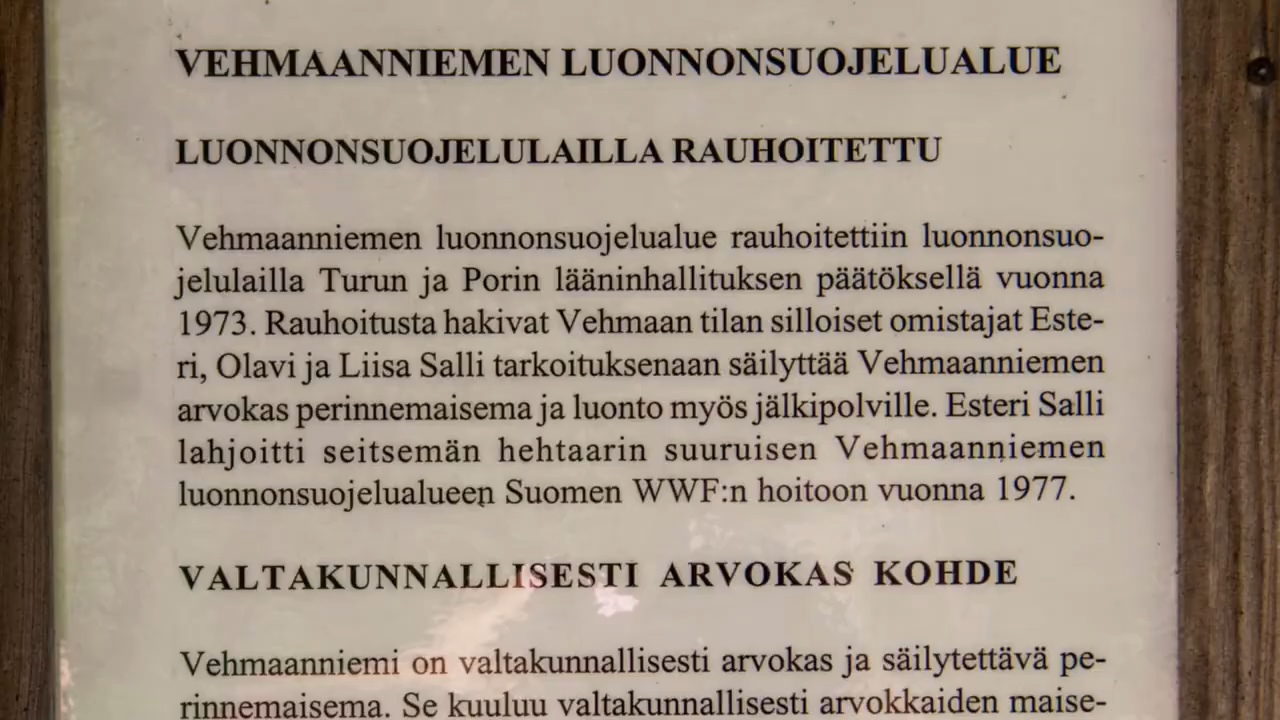 VEHMAANNIEMEN LUONNONSUOJELUALUE
LUONNONSUOJELULAILLA RAUHOITETTU
Vehmaanniemen luonnonsuojelualue rauhoitettiin luonnonsuo-
jelulailla Turun ja Porin lääninhallituksen päätöksellä vuonna
1973. Rauhoitusta hakivat Vehmaan tilan silloiset omistajat Este-
ri, Olavi ja Liisa Salli tarkoituksenaan säilyttää Vehmaanniemen
arvokas perinnemaisema ja luonto myös jälkipolville. Esteri Salli
lahjoitti seitsemän hehtaarin suuruisen Vehmaanniemen
luonnonsuojelualueen Suomen WWF:n hoitoon vuonna 1977.
VALTAKUNNALLISESTI ARVOKAS KOHDE
Vehmaanniemi on valtakunnallisesti arvokas ja säilytettävä pe-
rinnemaisema. Se kuuluu valtakunnallisesti arvokkaiden maise-